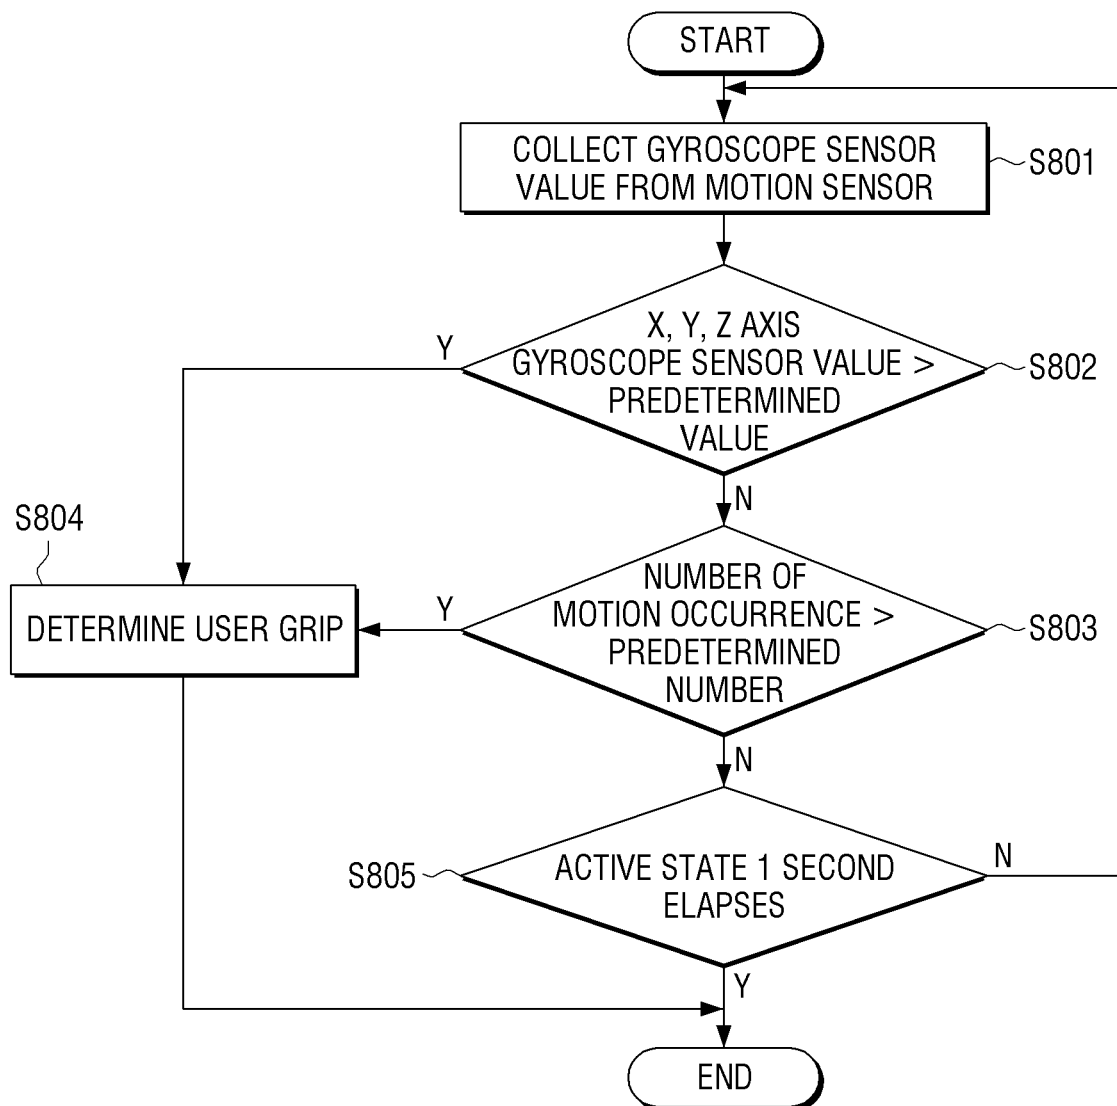 START
COLLECT GYROSCOPE SENSOR
VALUE FROM MOTION SENSOR
S801
X, Y, Z AXIS
GYROSCOPE SENSOR VALUE >
PREDETERMINED
VALUE
S802
Y
N
S804
DETERMINE USER GRIP
NUMBER OF
MOTION OCCURRENCE >
PREDETERMINED
NUMBER
S803
Y
N
ACTIVE STATE 1 SECOND
ELAPSES
S805
N
Y
END